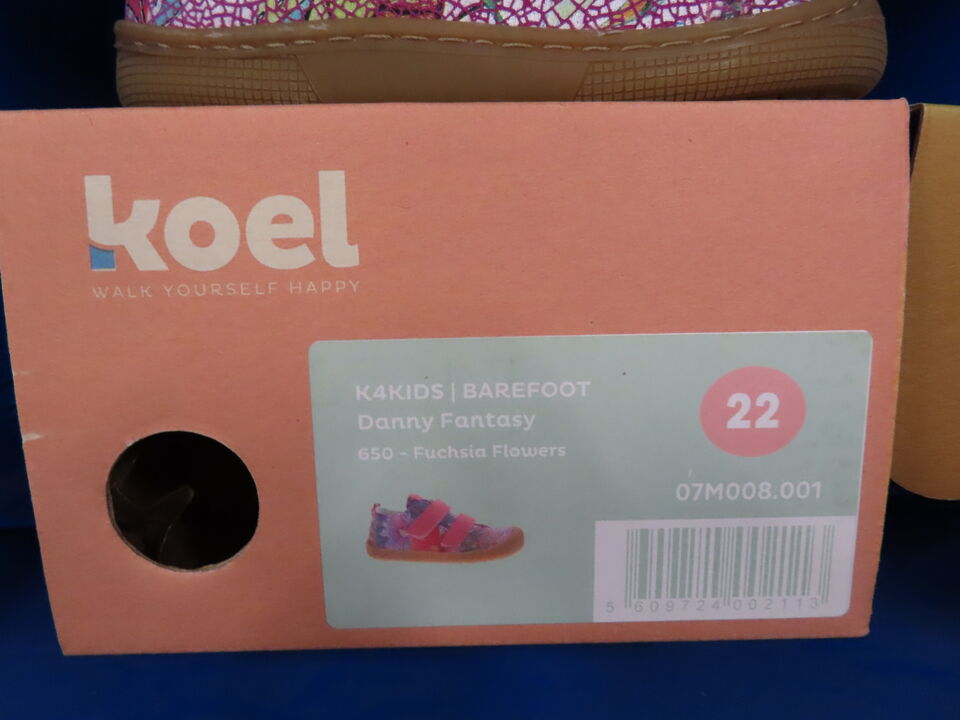 koel
WALK YOURSELF HAPPY
K4KIDS | BAREFOOT
Danny Fantasy
650 - Fuchsia Flowers
22
07M008.001
5 609724 002113